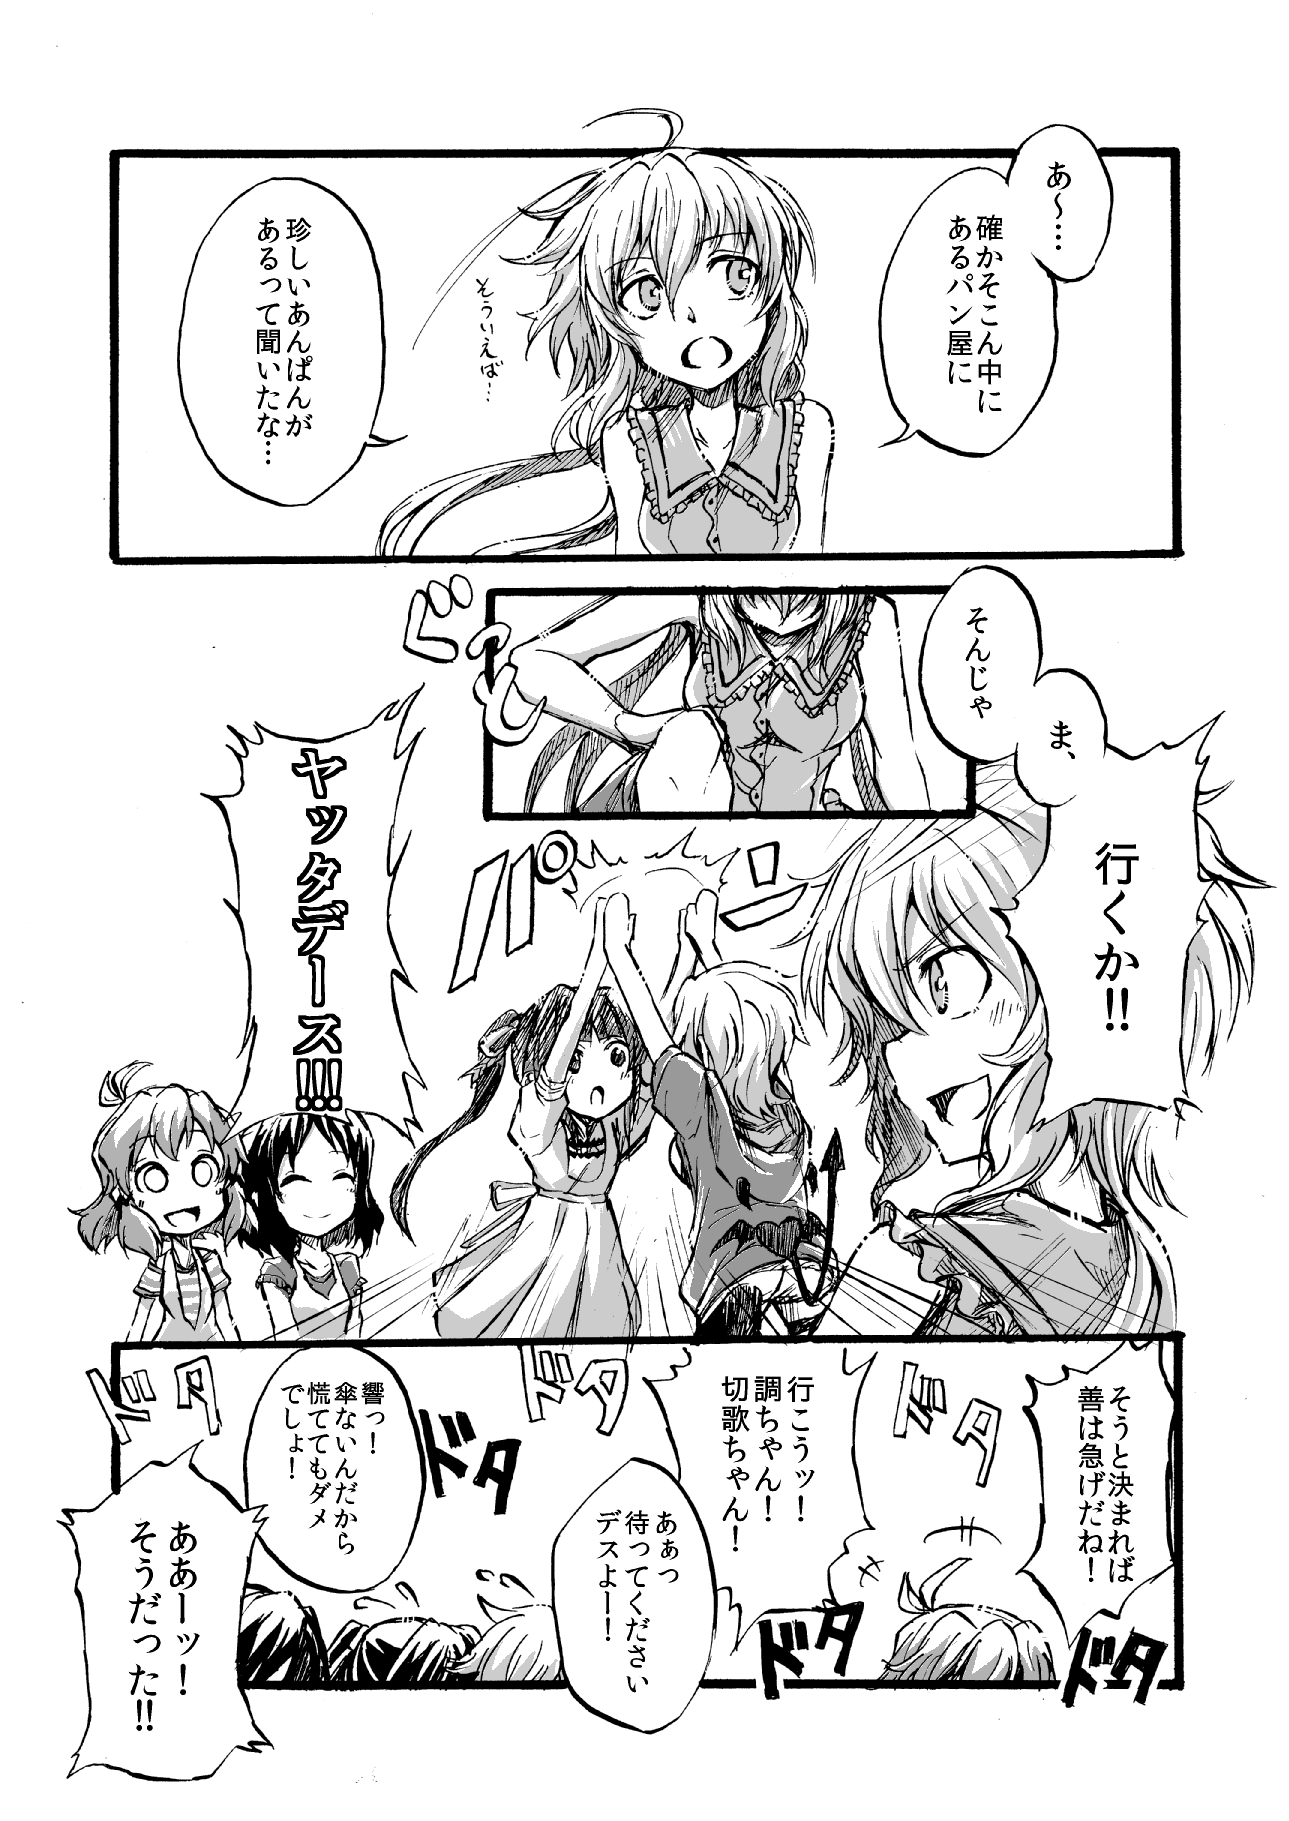 あ～…
確かそこん中に
あるパン屋に
そういえば…
珍しいあんぱんが
あるって聞いたな…
そんじゃ
ま、
行くか!!
ぐっ
パン
パ
ヤッタデース!!!!
そうと決まれば
善は急げだね!
行こうッ!
調ちゃん!
切歌ちゃん!
ああっ
待ってください
デスよー!
響っ!
傘ないんだから
慌ててもダメ
でしょ!
ああーッ!
そうだった!!
ドタ
ドタ
ドタ
ドタ
ドタ
ドタ